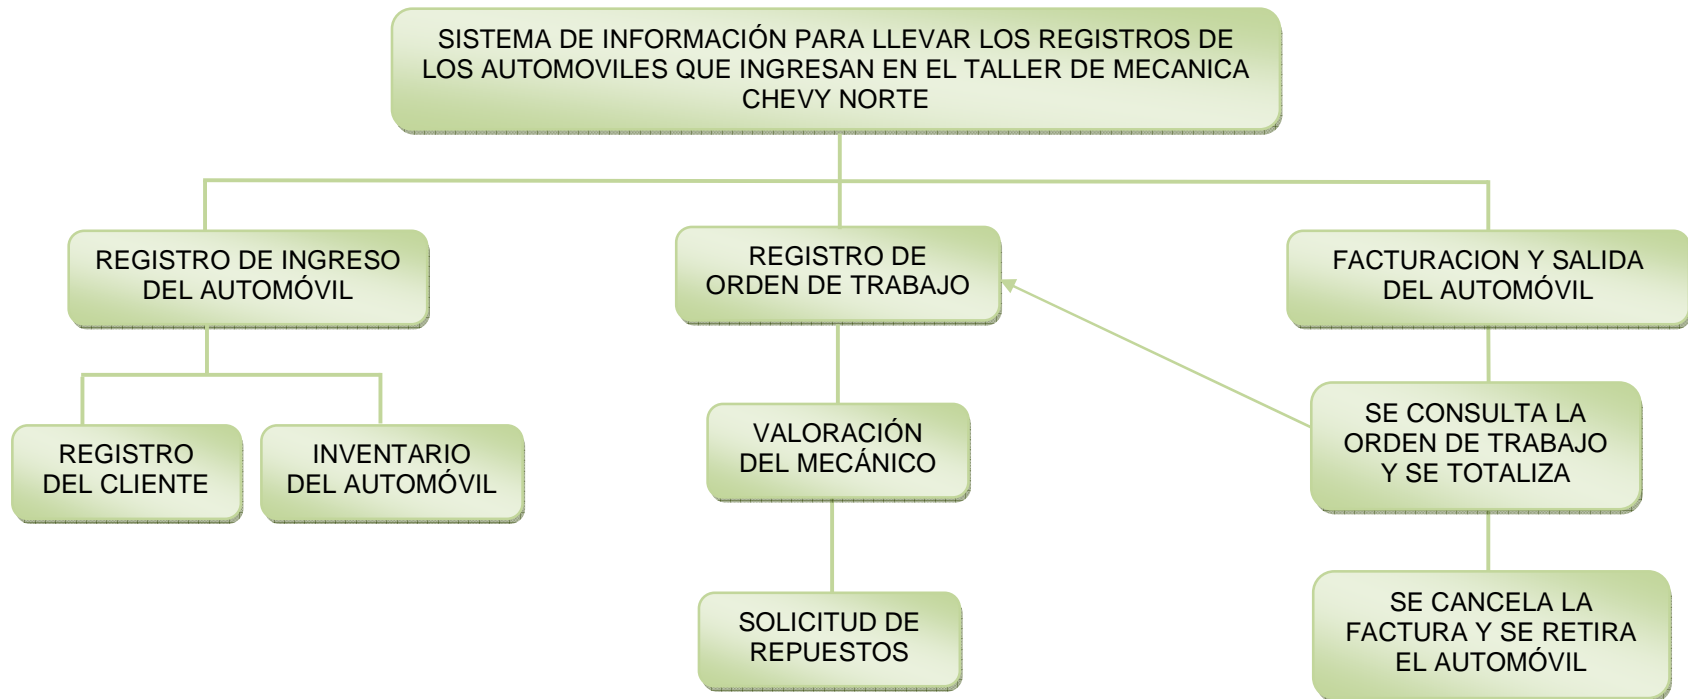 SISTEMA DE INFORMACIÓN PARA LLEVAR LOS REGISTROS DE
LOS AUTOMOVILES QUE INGRESAN EN EL TALLER DE MECANICA
CHEVY NORTE
REGISTRO DE INGRESO
DEL AUTOMÓVIL
REGISTRO DE
ORDEN DE TRABAJO
FACTURACION Y SALIDA
DEL AUTOMÓVIL
REGISTRO
DEL CLIENTE
INVENTARIO
DEL AUTOMÓVIL
VALORACIÓN
DEL MECÁNICO
SE CONSULTA LA
ORDEN DE TRABAJO
Y SE TOTALIZA
SOLICITUD DE
REPUESTOS
SE CANCELA LA
FACTURA Y SE RETIRA
EL AUTOMÓVIL